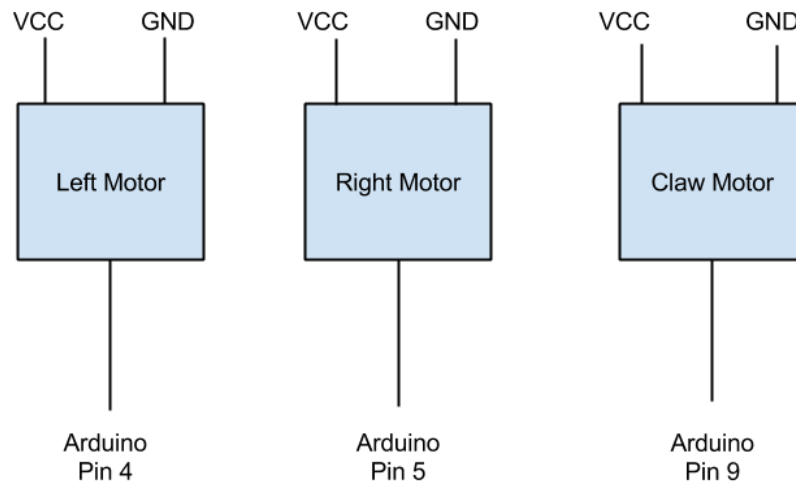 VCC GND
VCC GND
VCC GND
Left Motor
Right Motor
Claw Motor
Arduino
Pin 4
Arduino
Pin 5
Arduino
Pin 9